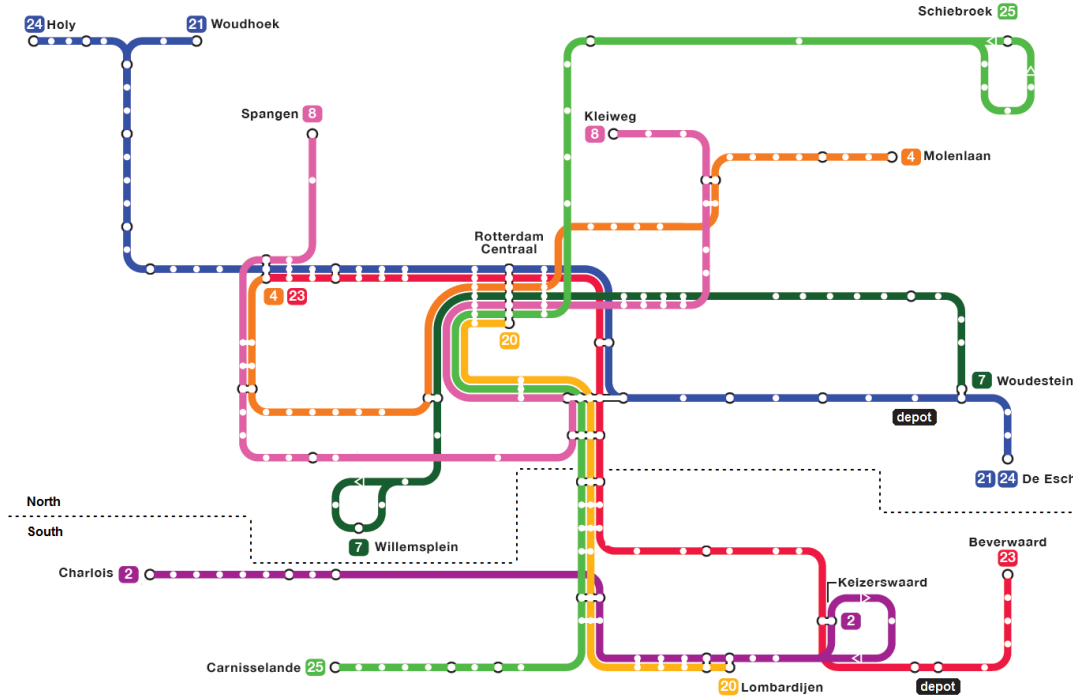 Schiebroek 25
24 Holy
21 Woudhoek
Spangen 8
Kleiweg
8
4 Molenlaan
Rotterdam
Centraal
4 23
20
7 Woudestein
depot
21 24 De Esch
North
South
7 Willemsplein
Beverwaard
23
Charlois 2
Keizerswaard
2
Carnisselande 25
20 Lombardijen
depot